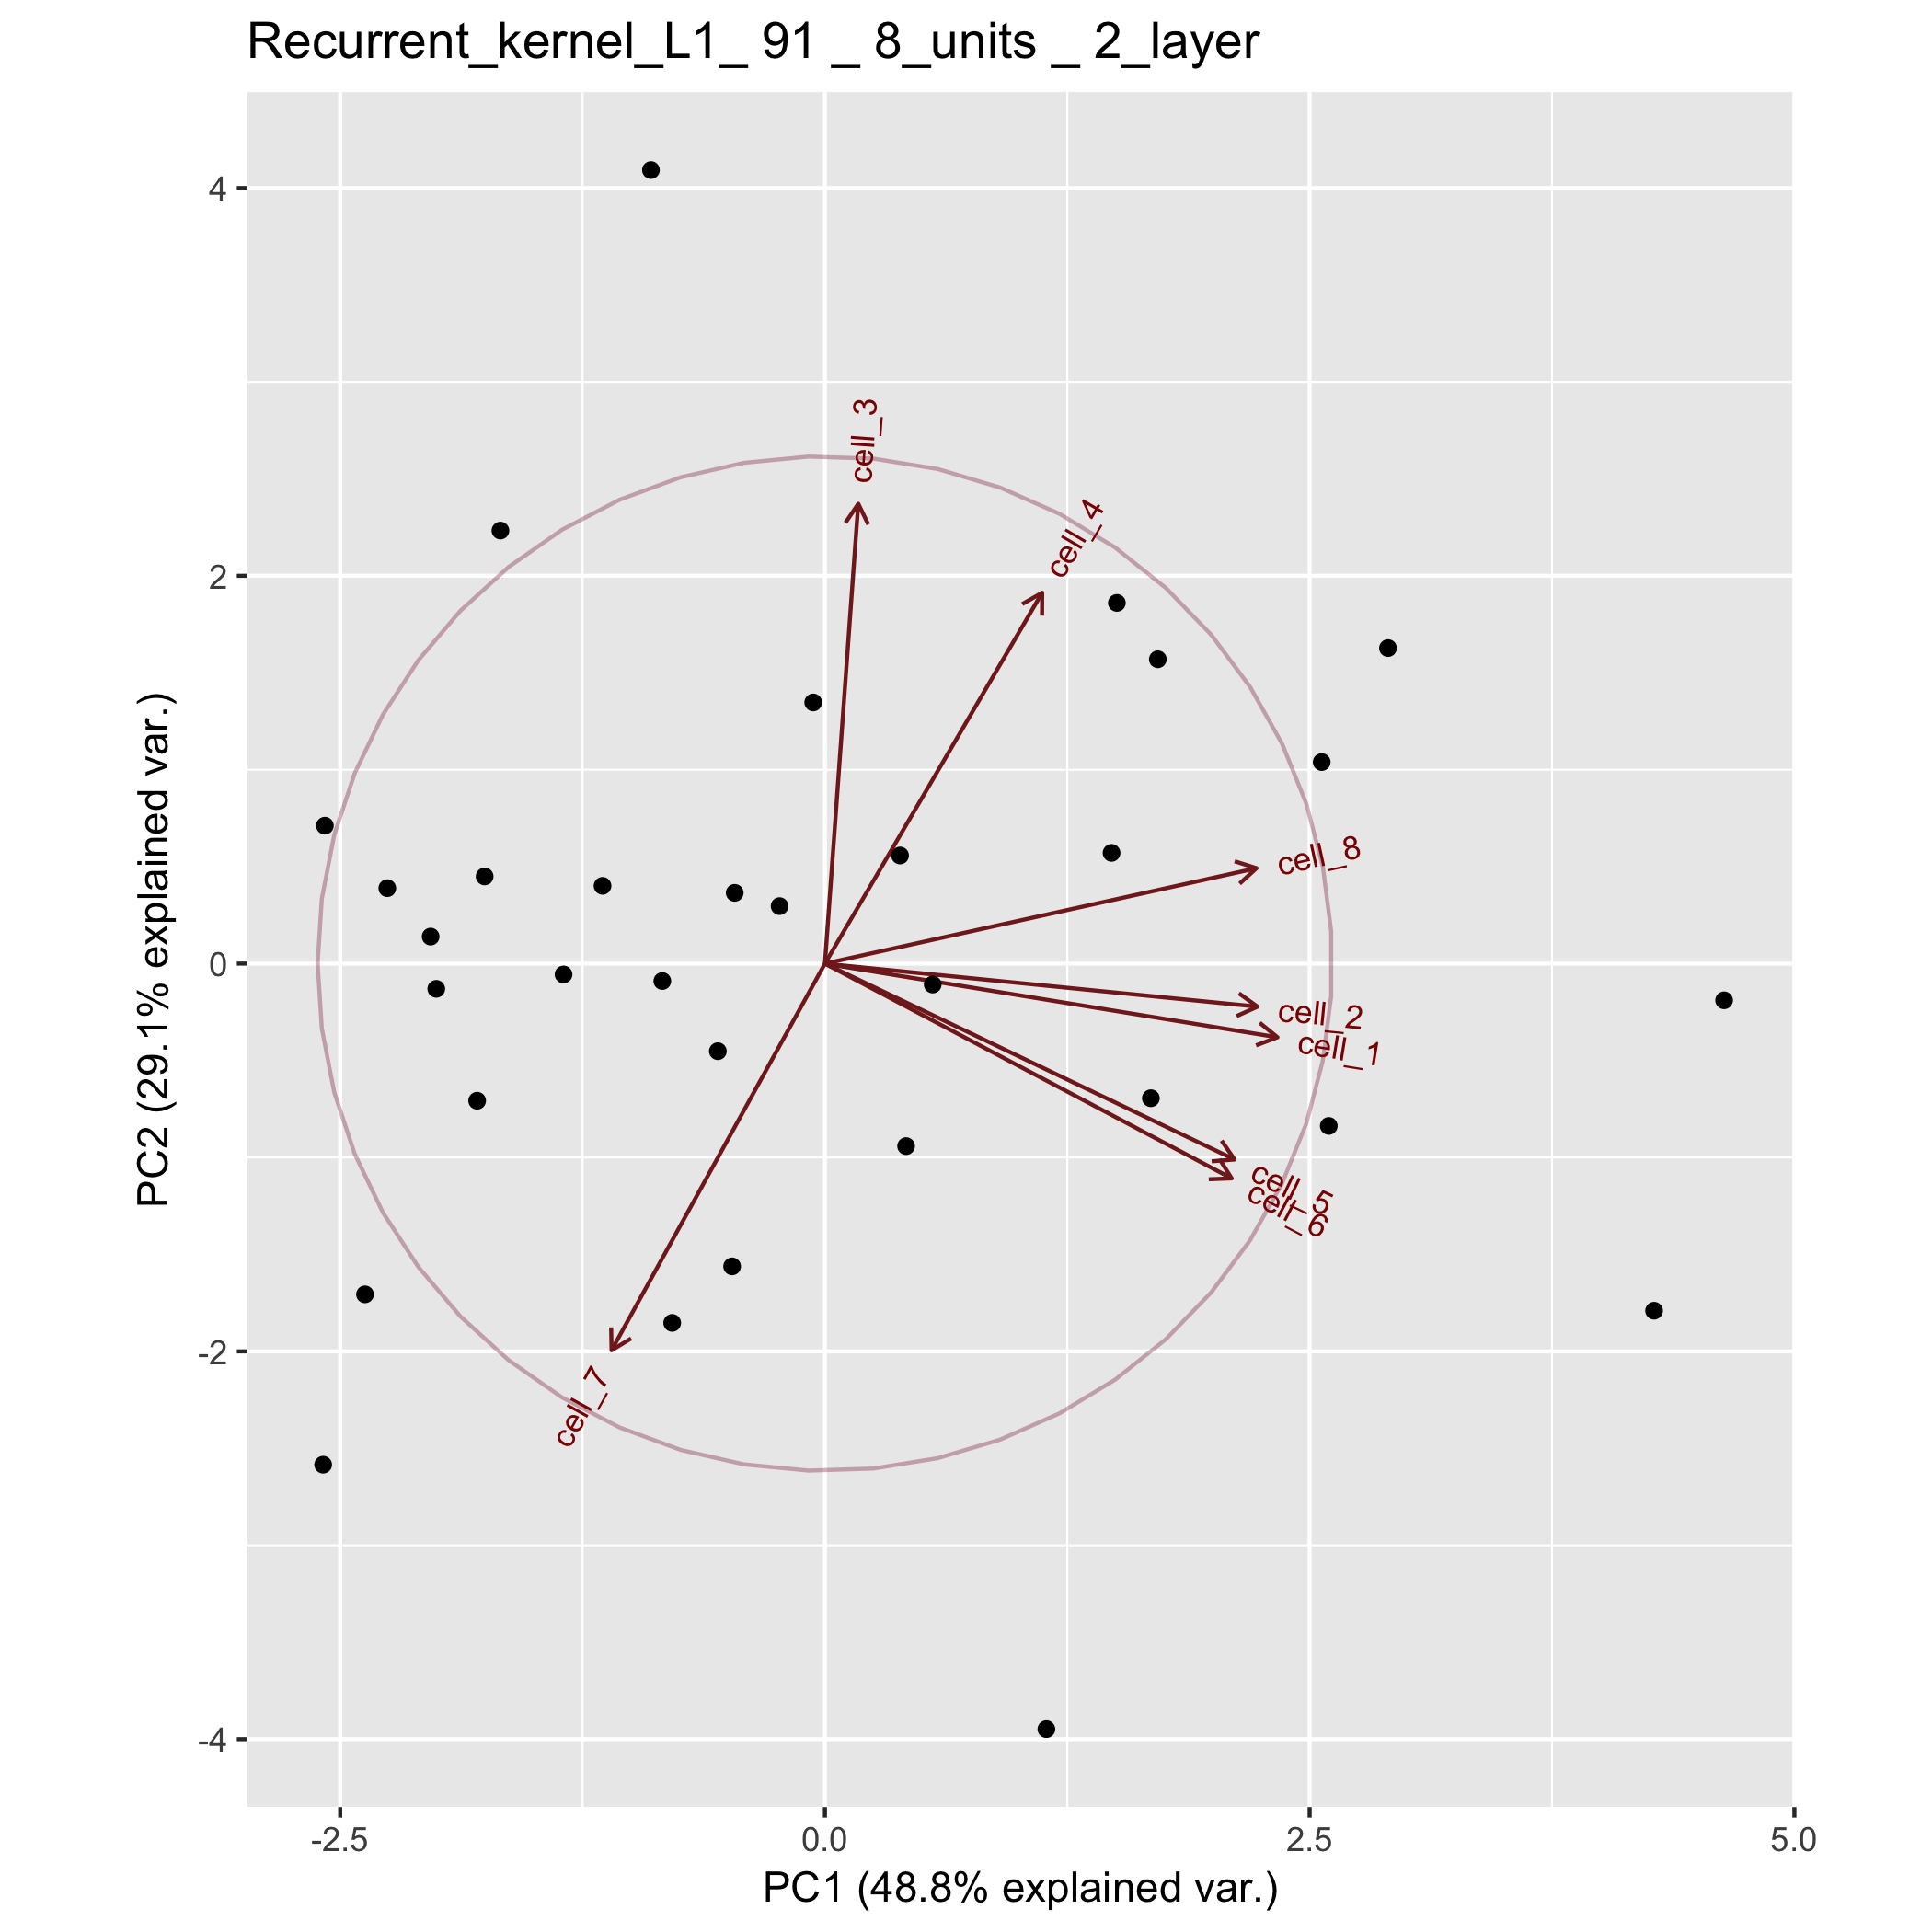 Recurrent_kernel_L1_ 91 _ 8_units _ 2_layer
4
2
0
-2
-4
PC2 (29.1% explained var.)
cell_3
cell_4
cell_8
cell_2
cell_1
cell_5
cell_6
cell_7
-2.5
0.0
2.5
5.0
PC1 (48.8% explained var.)